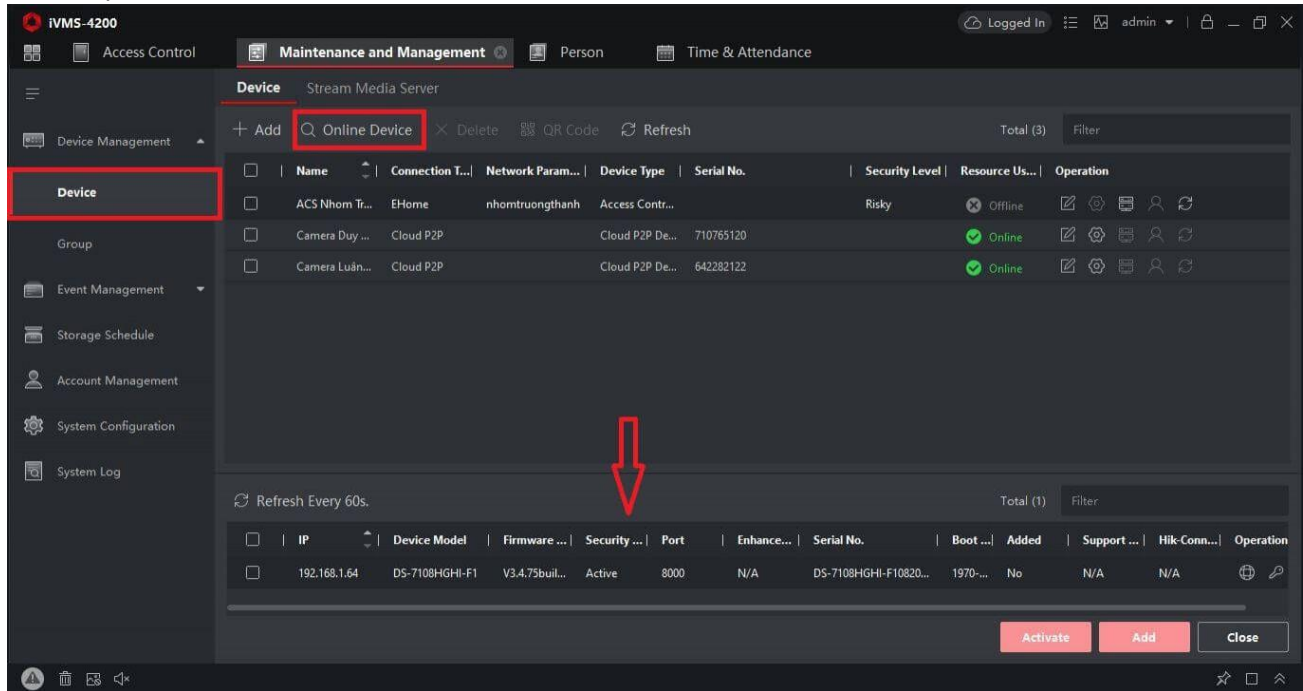 iVMS-4200 Logged In admin
Access Control Maintenance and Management Person Time & Attendance
Device Stream Media Server
+ Add Online Device Delete QR Code Refresh Total (3) Filter
Device Management
Name Connection T... Network Param... Device Type Serial No. Security Level Resource Us... Operation
Device
ACS Nhom Tr... EHome nhomtruongthanh Access Contr... Risky Offline
Camera Duy ... Cloud P2P Cloud P2P De... 710765120 Online
Group
Camera Luân... Cloud P2P Cloud P2P De... 642282122 Online
Event Management
Storage Schedule
Account Management
System Configuration
System Log
Refresh Every 60s. Total (1) Filter
IP Device Model Firmware ... Security ... Port Enhance... Serial No. Boot ... Added Support ... Hik-Conn... Operation
192.168.1.64 DS-7108HGHI-F1 V3.4.75buil... Active 8000 N/A DS-7108HGHI-F10820... 1970-... No N/A N/A
Activate Add Close